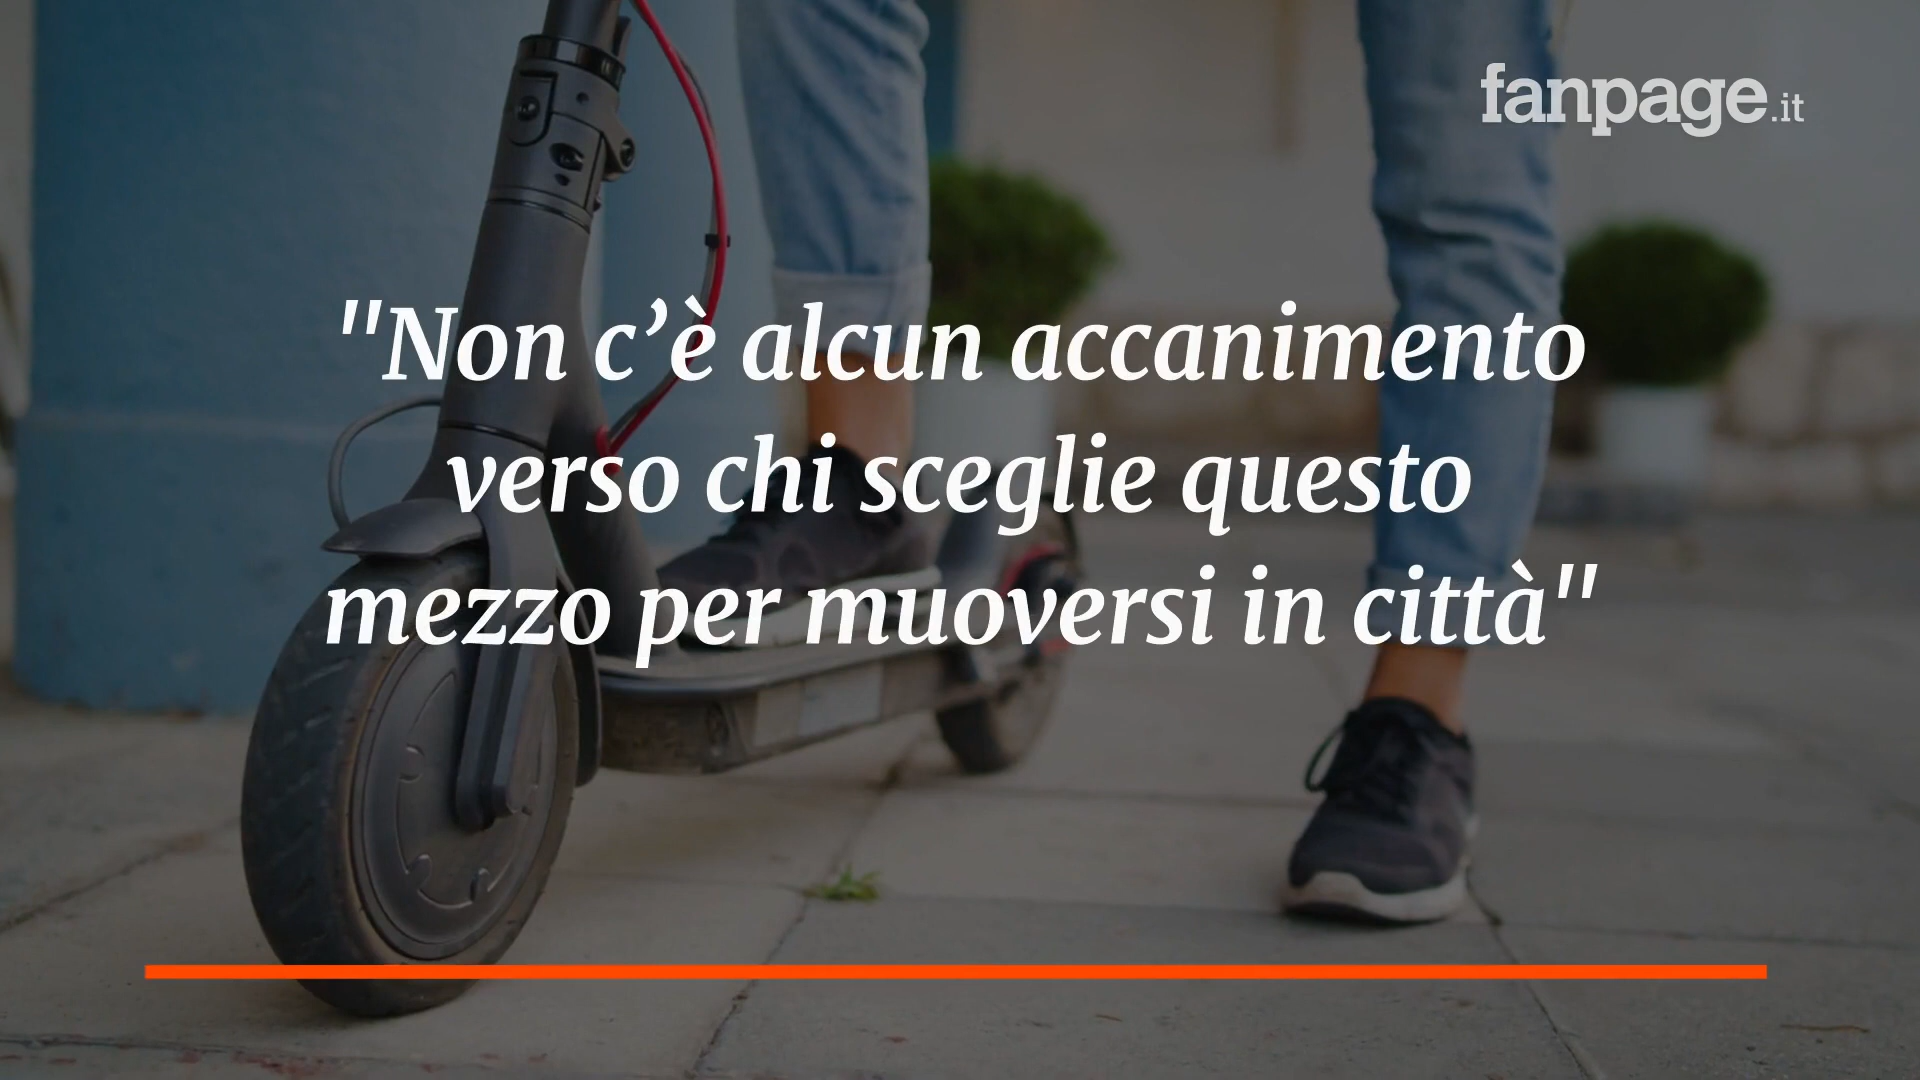 fanpage.it
"Non c’è alcun accanimento
verso chi sceglie questo
mezzo per muoversi in città"